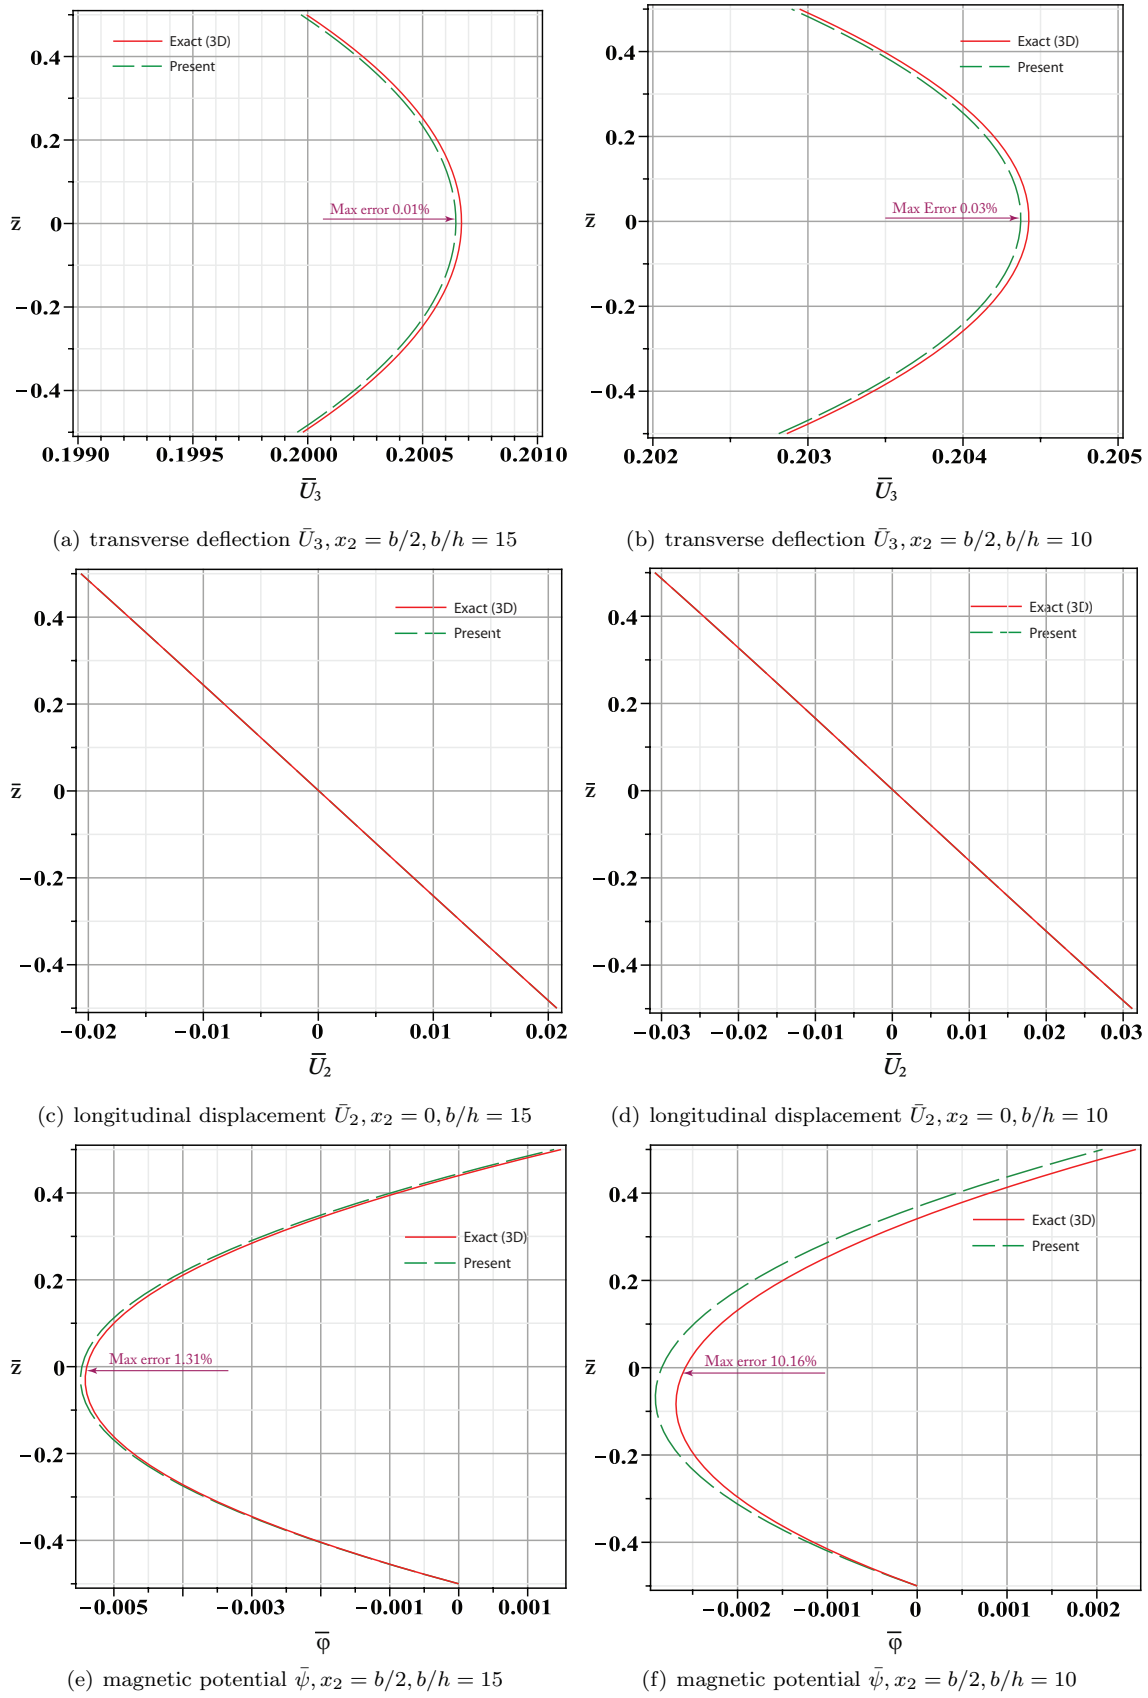 0.4
0.2
0
−0.2
−0.4
z̄
Exact (3D)
Present
Max error 0.01%
0.1990 0.1995 0.2000 0.2005 0.2010
Ū₃
0.4
0.2
0
−0.2
−0.4
z̄
Exact (3D)
Present
Max Error 0.03%
0.202 0.203 0.204 0.205
Ū₃
(a) transverse deflection Ū₃, x₂ = b/2, b/h = 15
(b) transverse deflection Ū₃, x₂ = b/2, b/h = 10
0.4
0.2
0
−0.2
−0.4
z̄
Exact (3D)
Present
−0.02 −0.01 0 0.01 0.02
Ū₂
0.4
0.2
0
−0.2
−0.4
z̄
Exact (3D)
Present
−0.03 −0.02 −0.01 0 0.01 0.02 0.03
Ū₂
(c) longitudinal displacement Ū₂, x₂ = 0, b/h = 15
(d) longitudinal displacement Ū₂, x₂ = 0, b/h = 10
0.4
0.2
0
−0.2
−0.4
z̄
Exact (3D)
Present
Max error 1.31%
−0.005 −0.003 −0.001 0 0.001
φ̄
0.4
0.2
0
−0.2
−0.4
z̄
Exact (3D)
Present
Max error 10.16%
−0.002 −0.001 0 0.001 0.002
φ̄
(e) magnetic potential ψ̄, x₂ = b/2, b/h = 15
(f) magnetic potential ψ̄, x₂ = b/2, b/h = 10